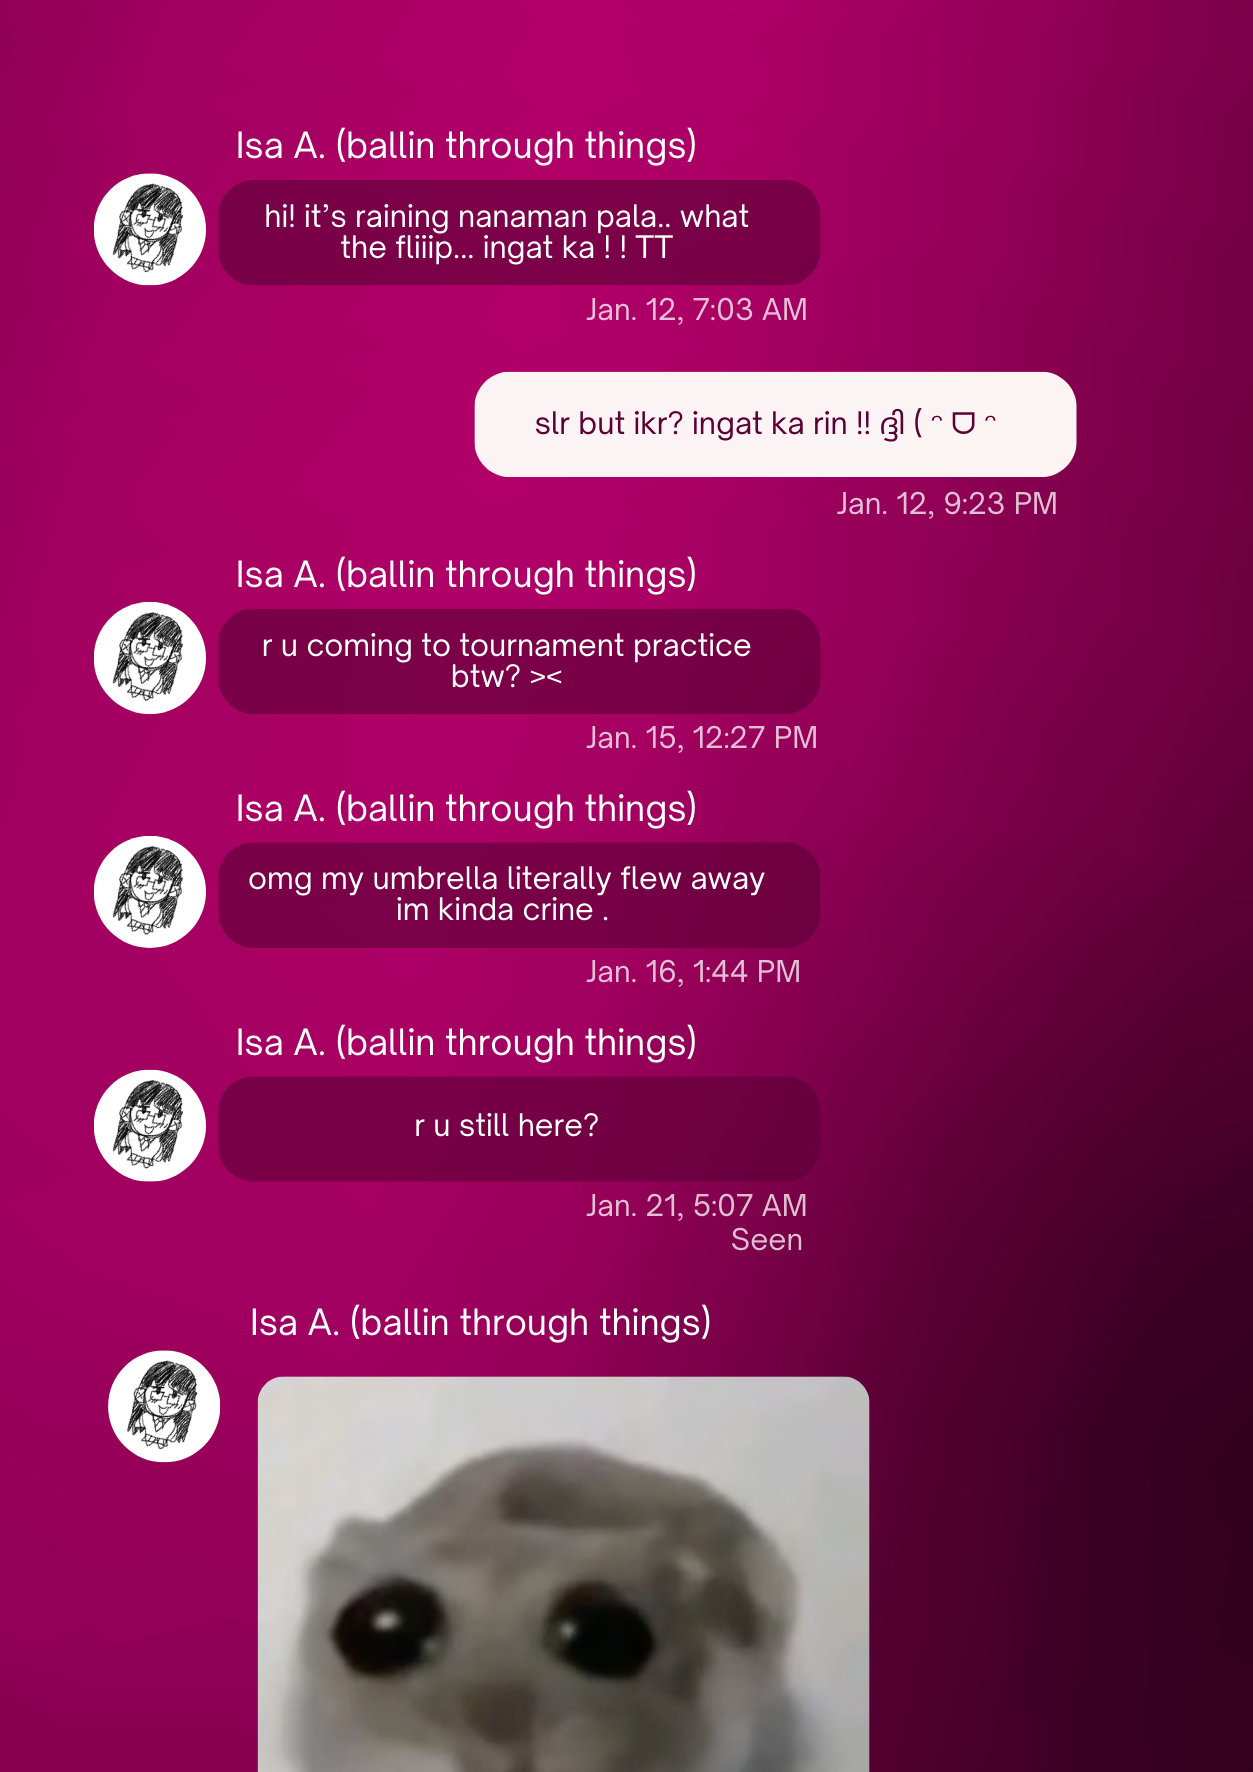 Isa A. (ballin through things)
hi! it’s raining nanaman pala.. what
the fliiip... ingat ka ! ! TT
Jan. 12, 7:03 AM
slr but ikr? ingat ka rin !! ദ്ദി ( ᵔ ᗜ ᵔ
Jan. 12, 9:23 PM
Isa A. (ballin through things)
r u coming to tournament practice
btw? ><
Jan. 15, 12:27 PM
Isa A. (ballin through things)
omg my umbrella literally flew away
im kinda crine .
Jan. 16, 1:44 PM
Isa A. (ballin through things)
r u still here?
Jan. 21, 5:07 AM
Seen
Isa A. (ballin through things)